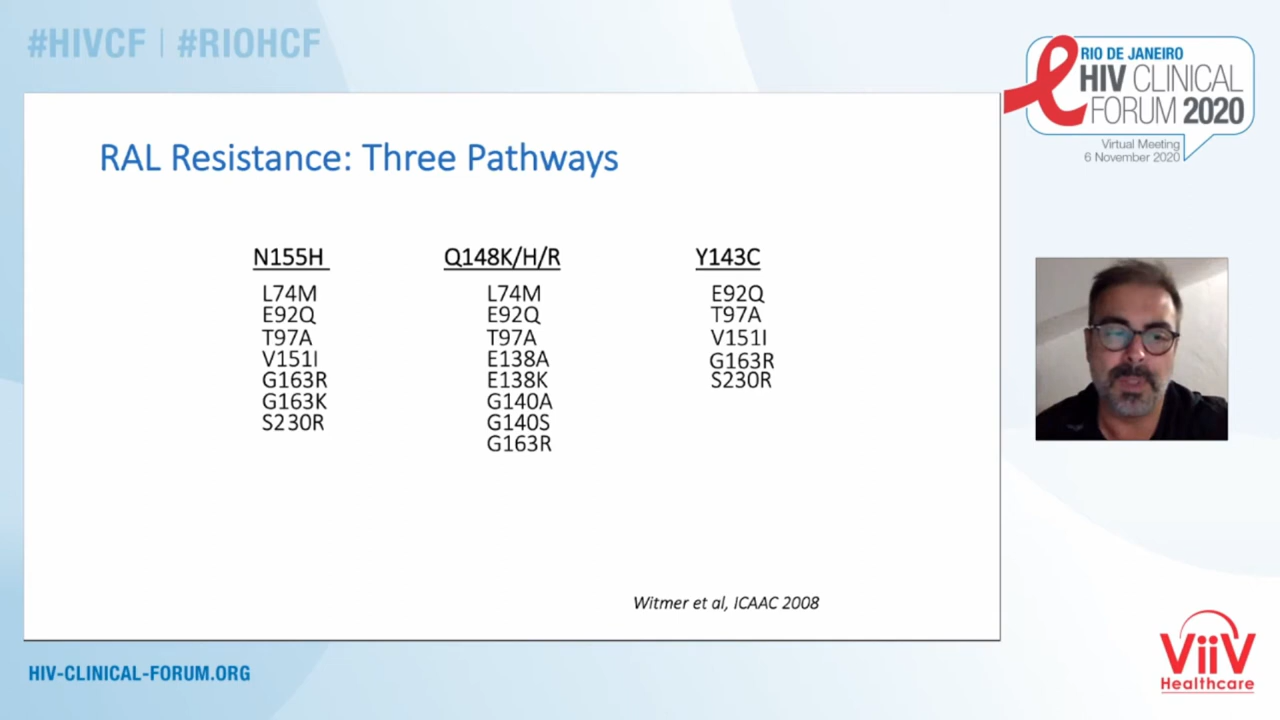 #HIVCF | #RIOHCF
RIO DE JANEIRO
HIV CLINICAL
FORUM 2020
Virtual Meeting
6 November 2020
RAL Resistance: Three Pathways
N155H
L74M
E92Q
T97A
V151I
G163R
G163K
S230R
Q148K/H/R
L74M
E92Q
T97A
E138A
E138K
G140A
G140S
G163R
Y143C
E92Q
T97A
V151I
G163R
S230R
Witmer et al, ICAAC 2008
HIV-CLINICAL-FORUM.ORG
ViiV
Healthcare